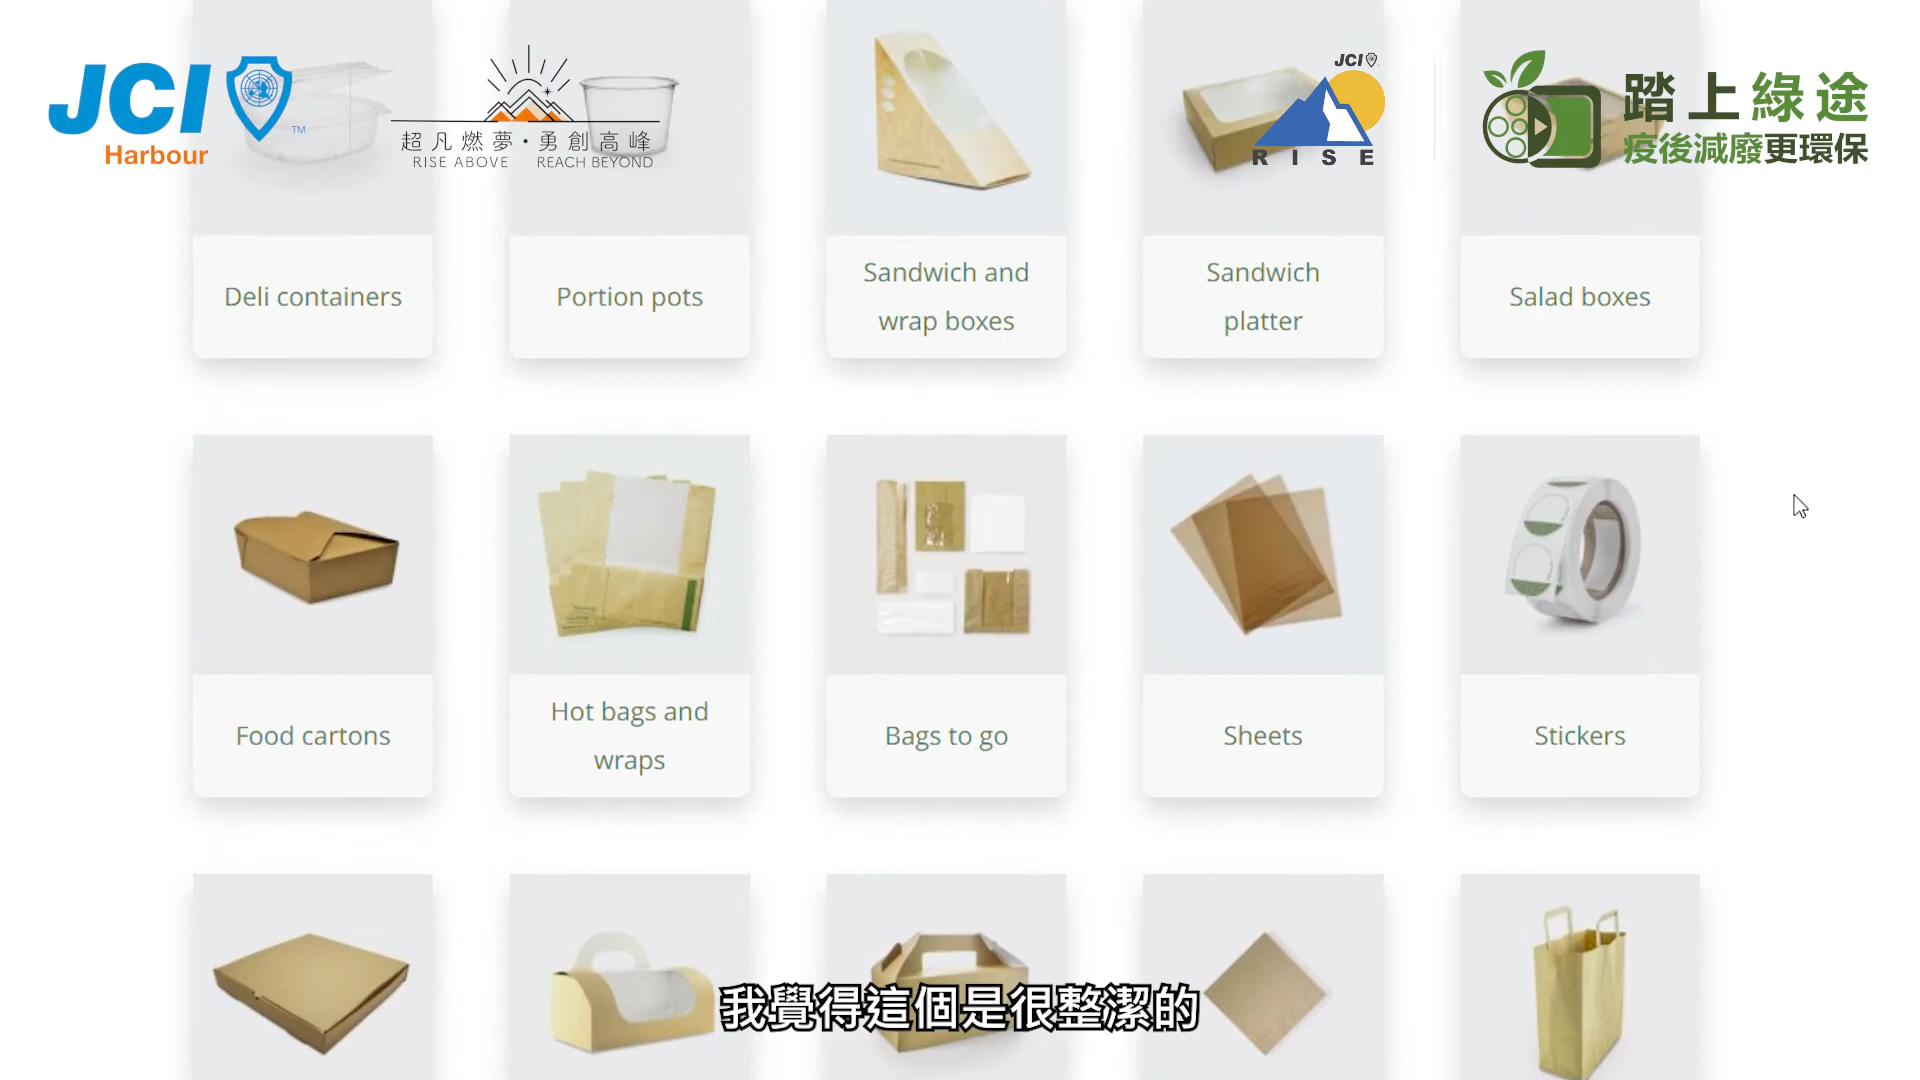 JCI
TM
Harbour
超凡燃夢·勇創高峰
RISE ABOVE REACH BEYOND
JCI
RISE
踏上綠途
疫後減廢更環保
Deli containers
Portion pots
Sandwich and
wrap boxes
Sandwich
platter
Salad boxes
Food cartons
Hot bags and
wraps
Bags to go
Sheets
Stickers
我覺得這個是很整潔的